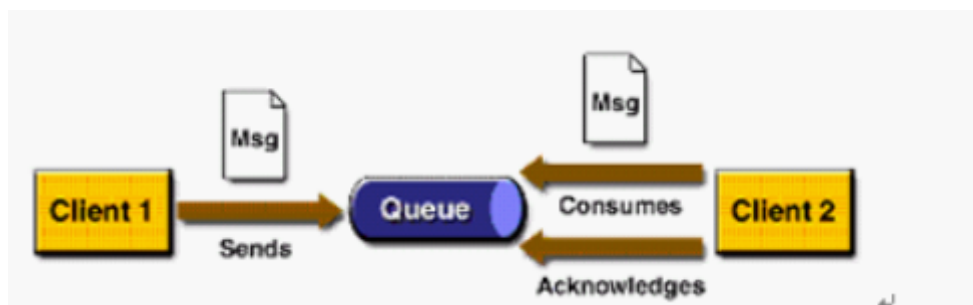 Msg
Msg
Client 1
Queue
Client 2
Sends
Consumes
Acknowledges